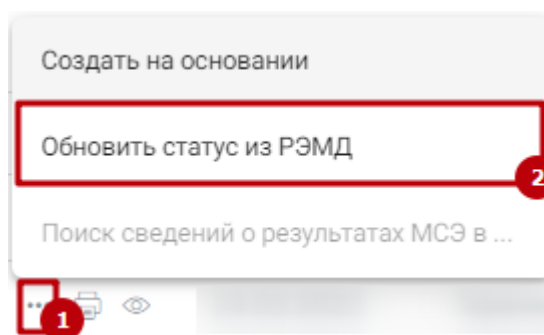 Создать на основании
Обновить статус из РЭМД
2
Поиск сведений о результатах МСЭ в ...
1